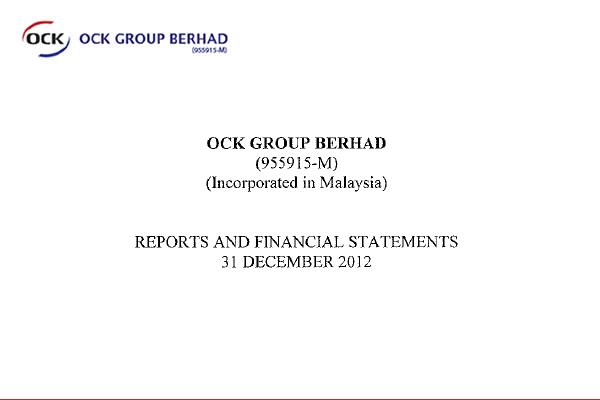 OCK OCK GROUP BERHAD
(955915-M)
OCK GROUP BERHAD
(955915-M)
(Incorporated in Malaysia)
REPORTS AND FINANCIAL STATEMENTS
31 DECEMBER 2012